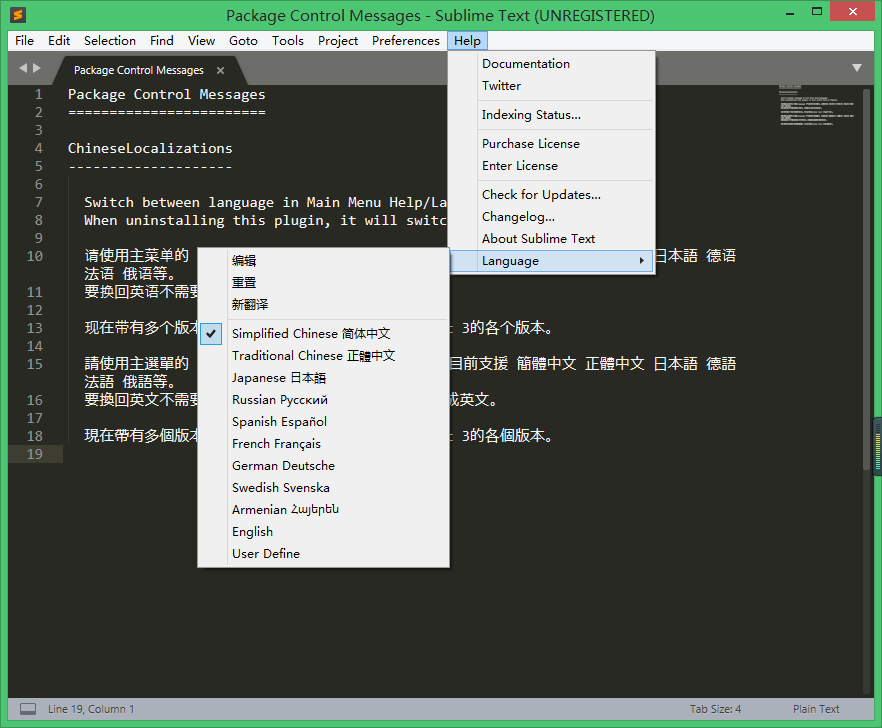 Package Control Messages - Sublime Text (UNREGISTERED)
File Edit Selection Find View Goto Tools Project Preferences Help
Package Control Messages
Documentation
Twitter
Indexing Status...
Purchase License
Enter License
Check for Updates...
Changelog...
About Sublime Text
Language
1 Package Control Messages
2 ========================
3
4 ChineseLocalizations
5 --------------------
6
7 Switch between language in Main Menu Help/La
8 When uninstalling this plugin, it will switc
9
10 请使用主菜单的 日本語 德语
法语 俄语等。
11 要换回英语不需要
12
13 现在带有多个版本 3的各个版本。
14
15 請使用主選單的 目前支援 簡體中文 正體中文 日本語 德語
法語 俄語等。
16 要換回英文不需要 成英文。
17
18 現在帶有多個版本 3的各個版本。
19
编辑
重置
新翻译
Simplified Chinese 简体中文
Traditional Chinese 正體中文
Japanese 日本語
Russian Русский
Spanish Español
French Français
German Deutsche
Swedish Svenska
Armenian Հայերեն
English
User Define
Line 19, Column 1 Tab Size: 4 Plain Text